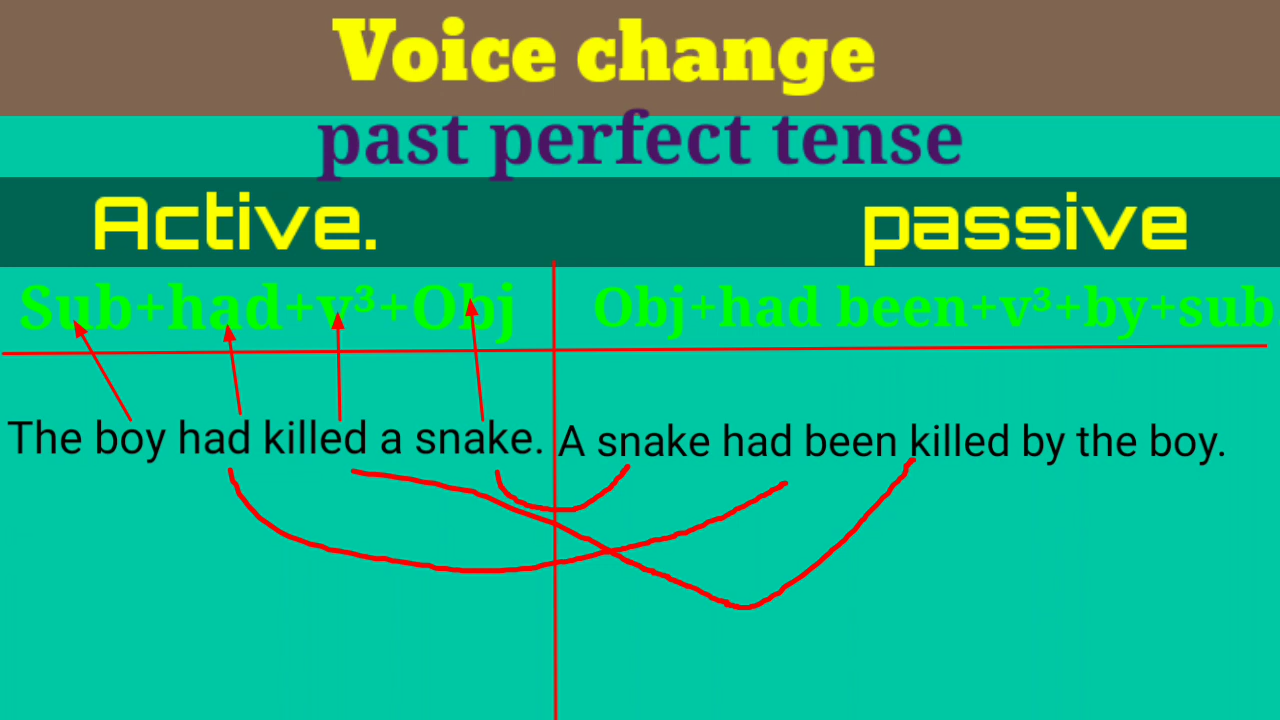 Voice change
past perfect tense
Active. passive
Sub+had+v³+Obj Obj+had been+v³+by+sub
The boy had killed a snake. A snake had been killed by the boy.